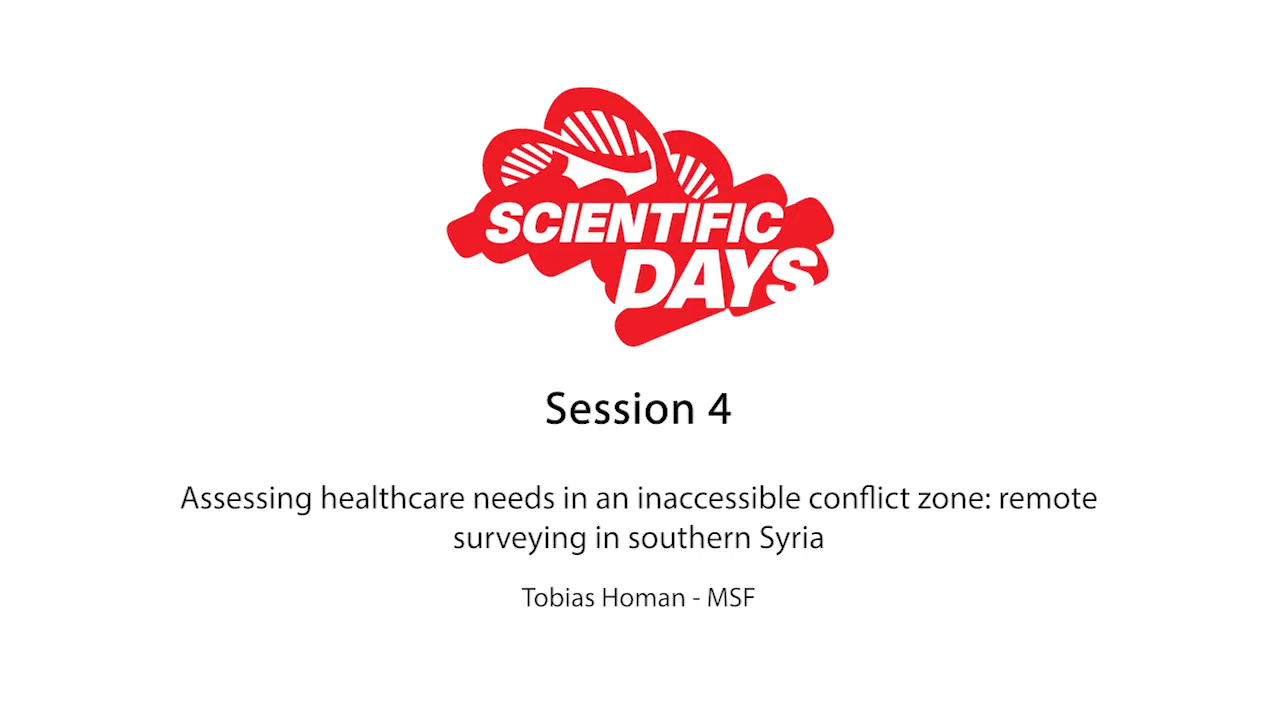 SCIENTIFIC
DAYS
Session 4
Assessing healthcare needs in an inaccessible conflict zone: remote
surveying in southern Syria
Tobias Homan - MSF